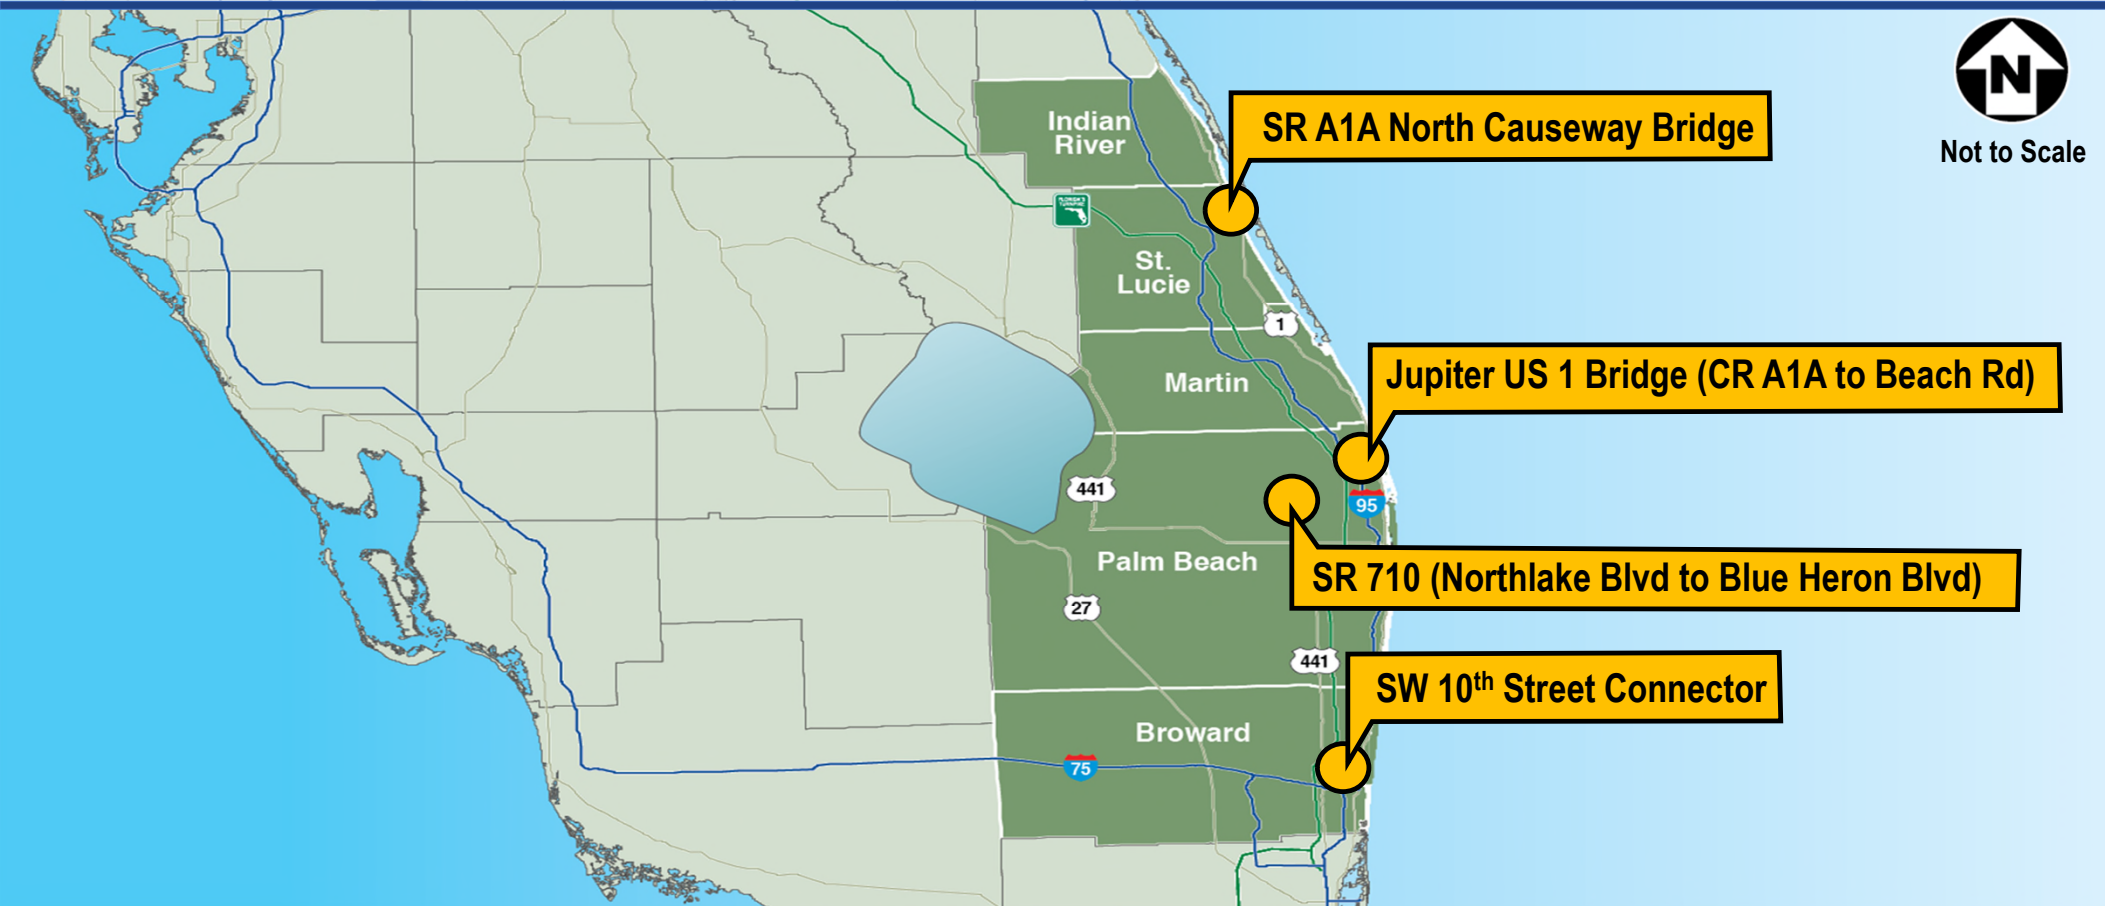 N
Not to Scale
SR A1A North Causeway Bridge
Indian
River
FLORIDA'S
TURNPIKE
St.
Lucie
1
Jupiter US 1 Bridge (CR A1A to Beach Rd)
Martin
441
95
Palm Beach
SR 710 (Northlake Blvd to Blue Heron Blvd)
27
441
SW 10th Street Connector
Broward
75